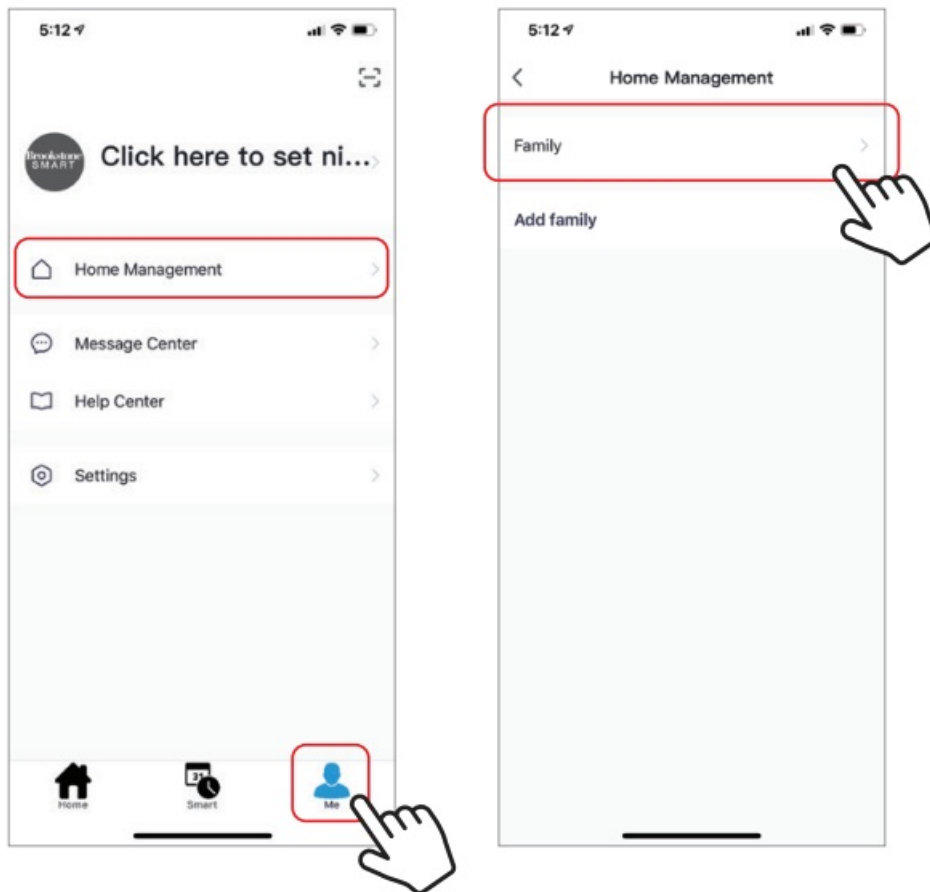 5:12
Brookstone
SMART
Click here to set ni...
Home Management
Message Center
Help Center
Settings
Home
31
Smart
Me
5:12
Home Management
Family
Add family